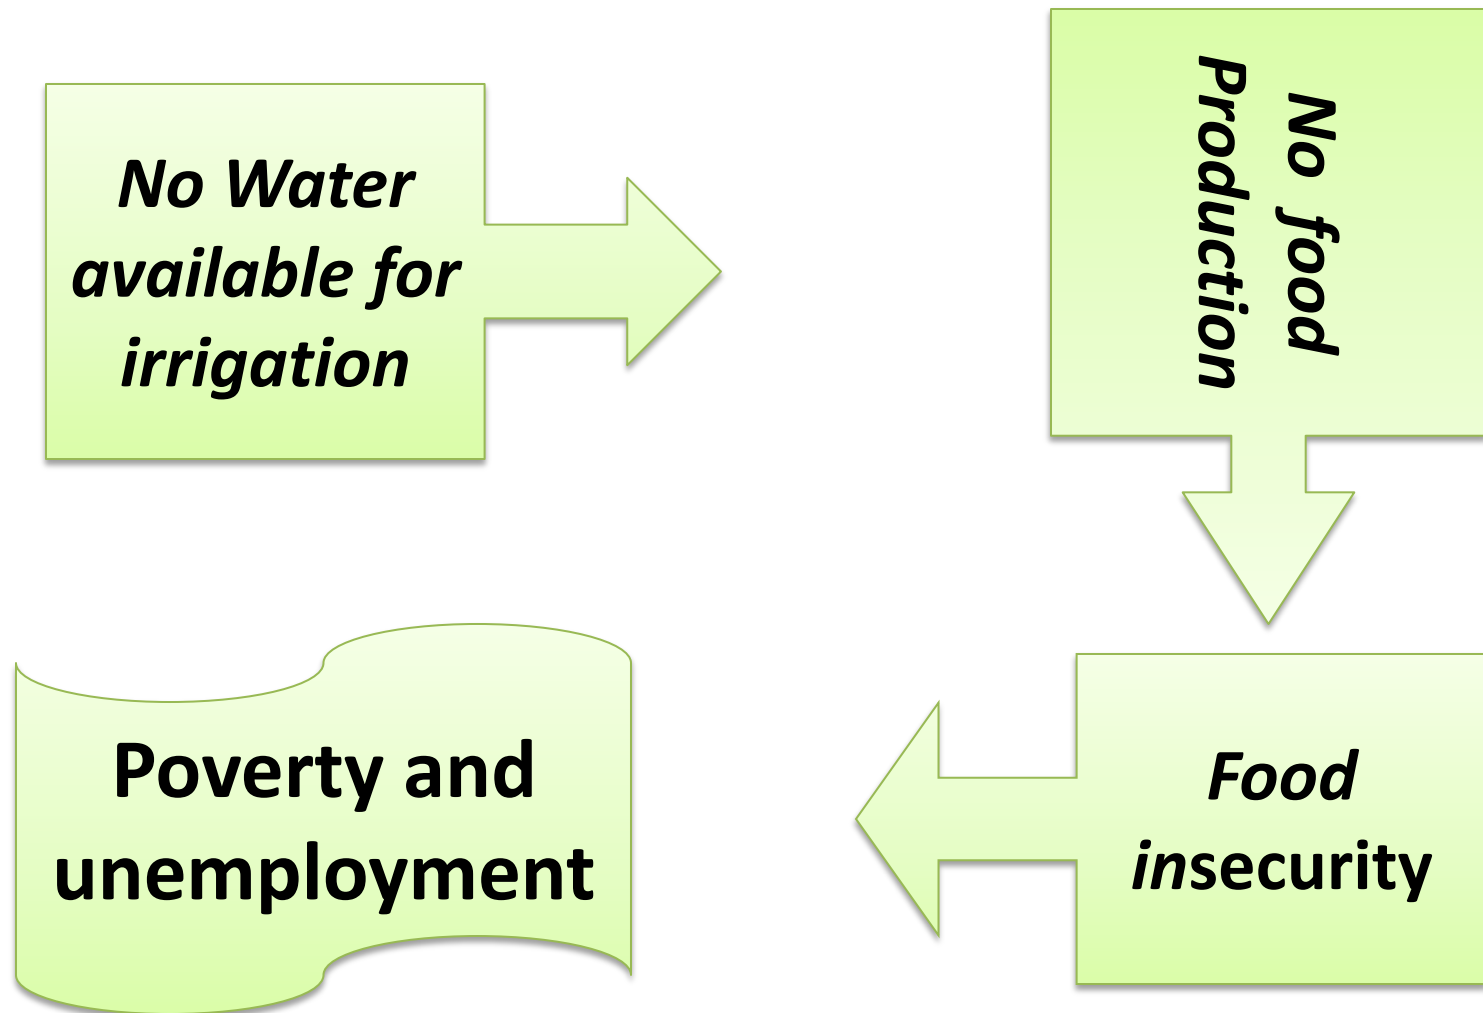 No Water
available for
irrigation
No food
Production
Food
insecurity
Poverty and
unemployment